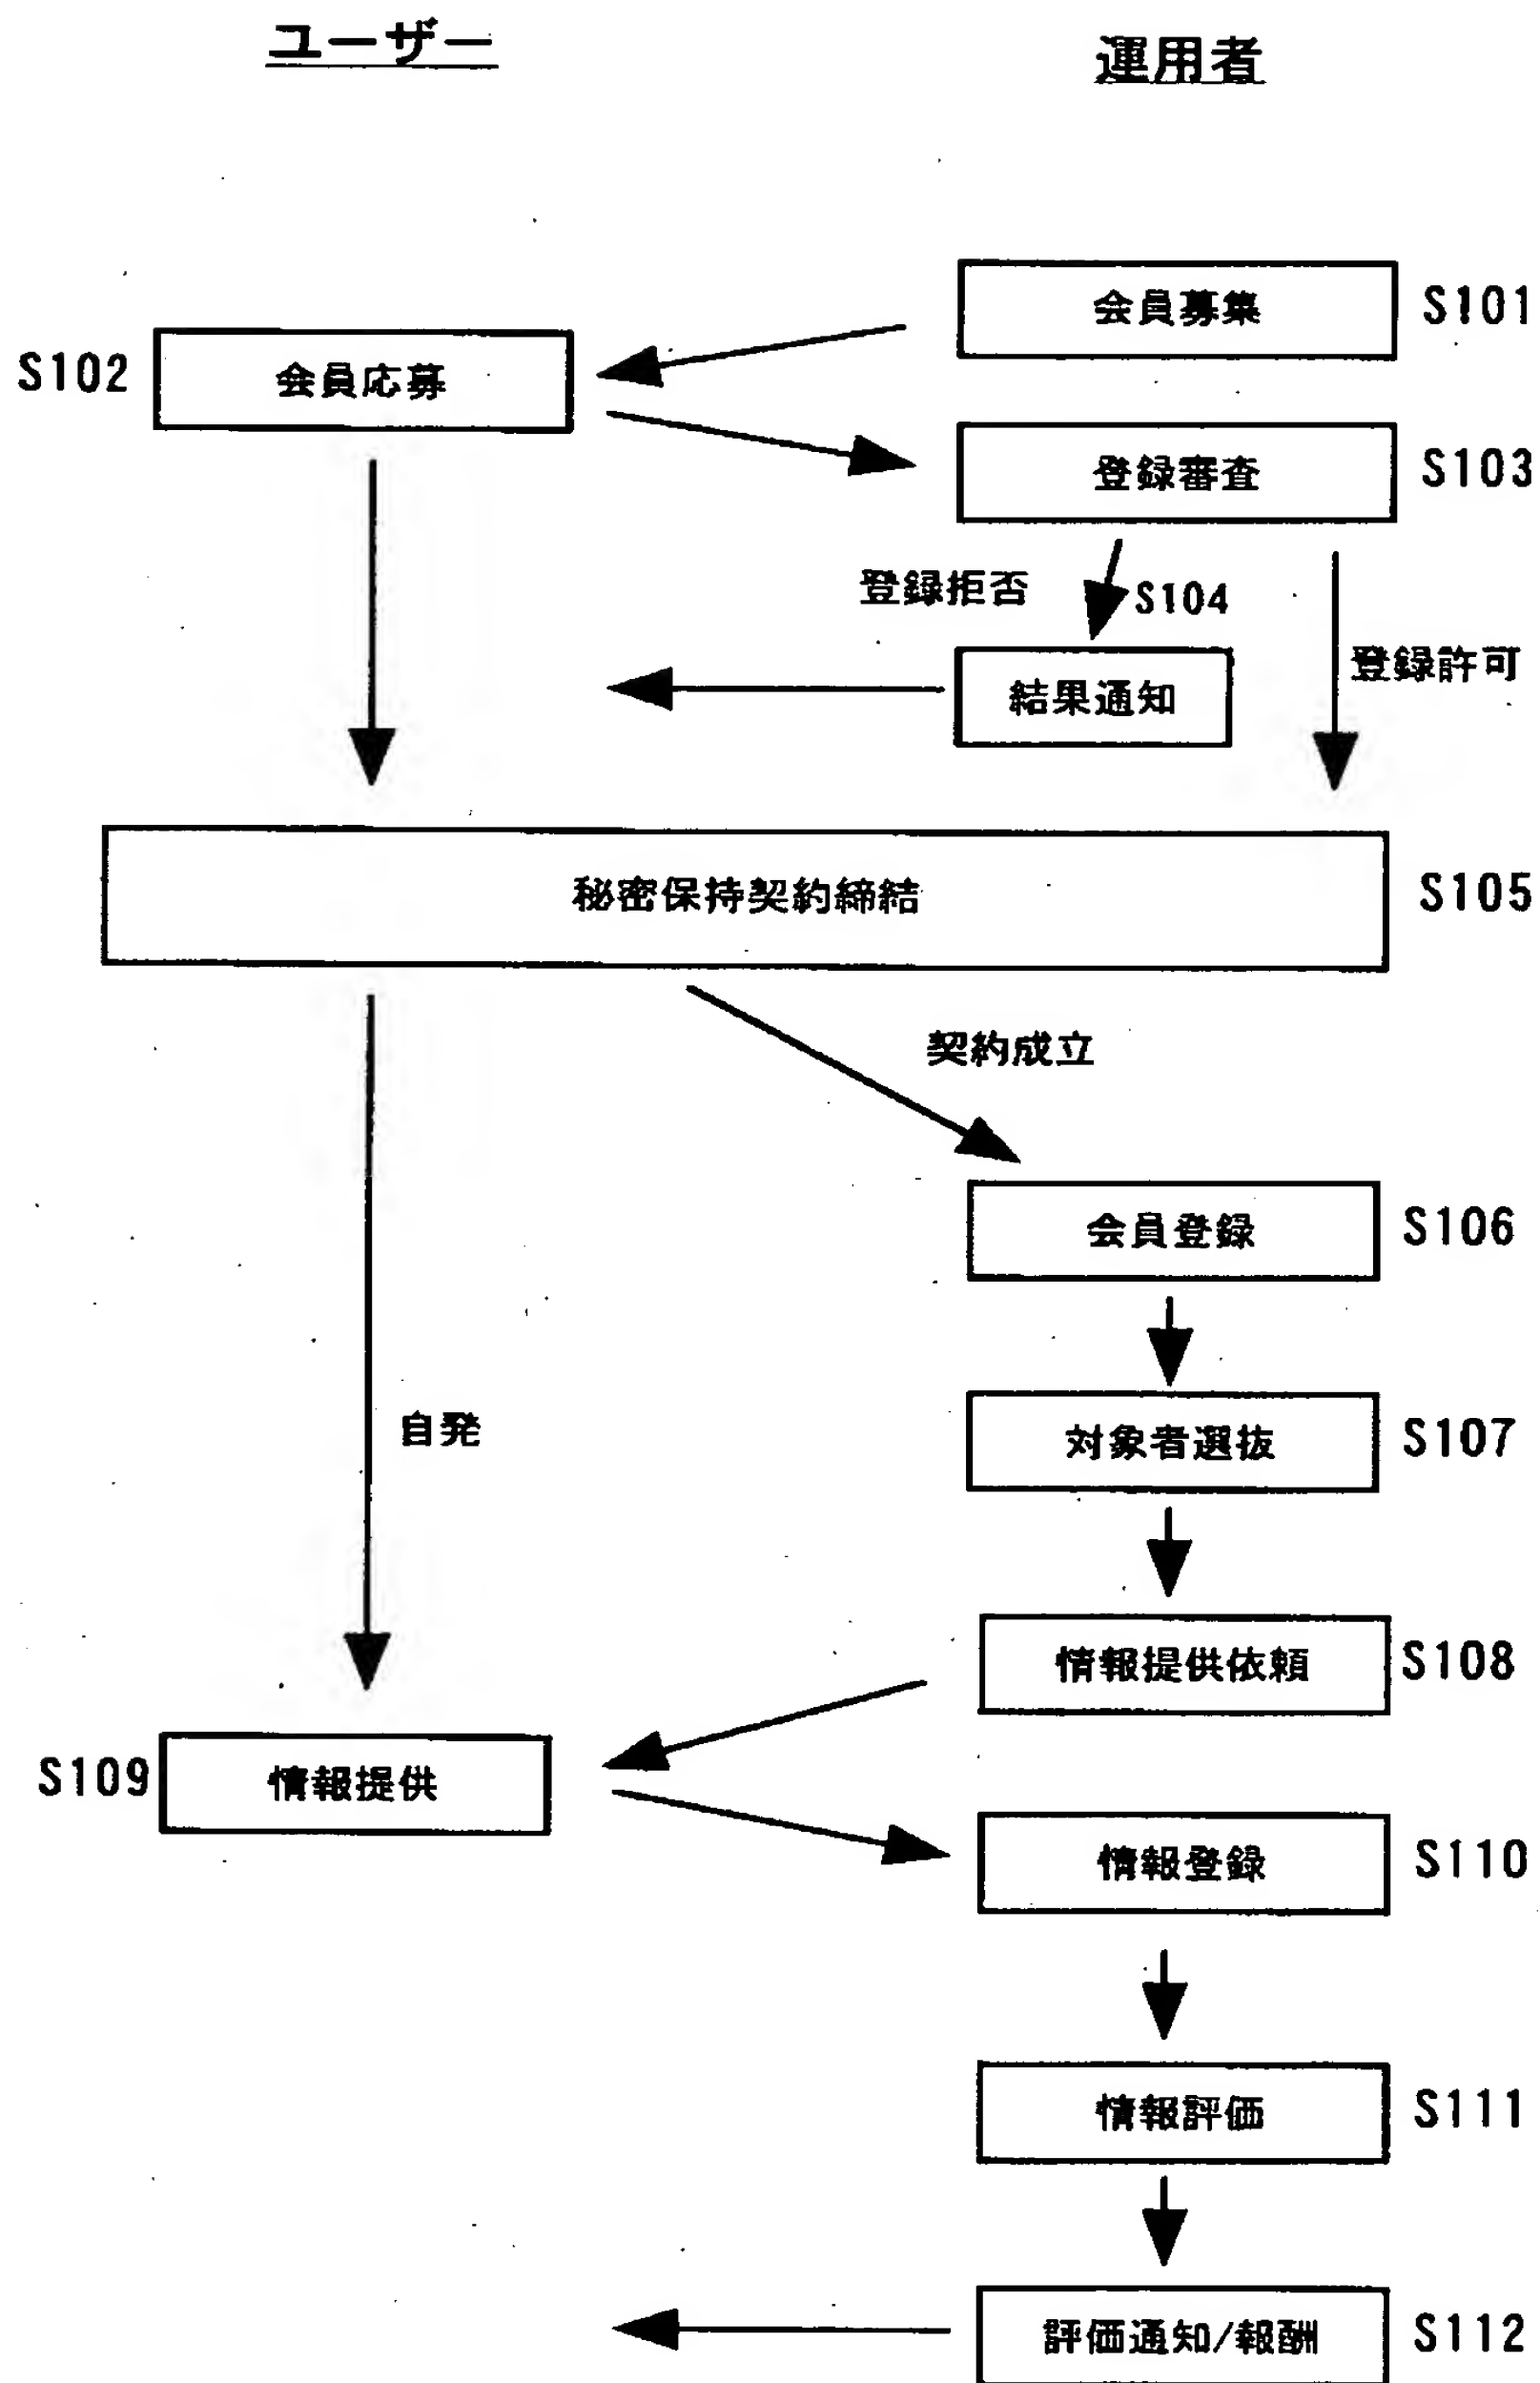 ユーザー
運用者
会員募集 S101
S102 会員応募
登録審査 S103
登録拒否 S104
登録許可
結果通知
秘密保持契約締結 S105
契約成立
会員登録 S106
自発
対象者選抜 S107
情報提供依頼 S108
S109 情報提供
情報登録 S110
情報評価 S111
評価通知/報酬 S112